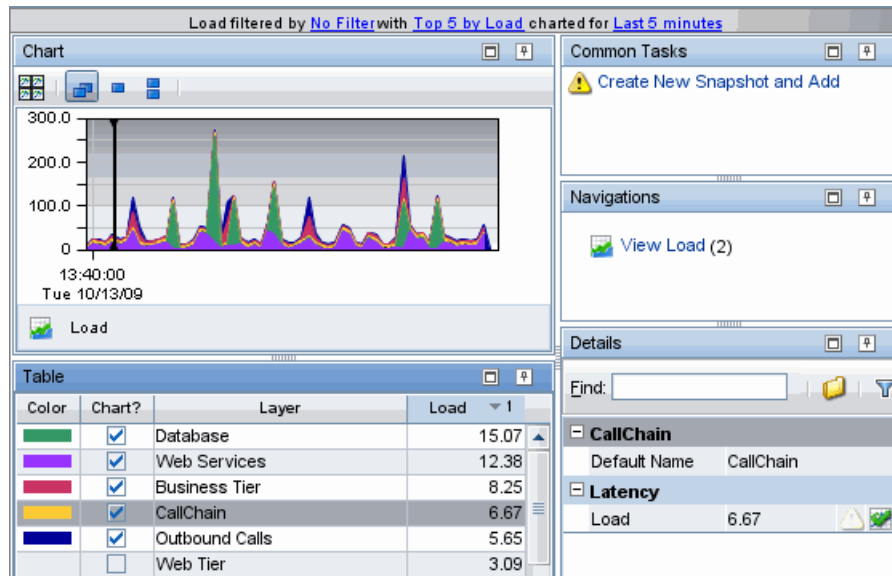 Load filtered by No Filter with Top 5 by Load charted for Last 5 minutes
Chart
300.0
200.0
100.0
0
13:40:00
Tue 10/13/09
Load
Table
Color Chart? Layer Load 1
Database 15.07
Web Services 12.38
Business Tier 8.25
CallChain 6.67
Outbound Calls 5.65
Web Tier 3.09
Common Tasks
Create New Snapshot and Add
Navigations
View Load (2)
Details
Find:
CallChain
Default Name CallChain
Latency
Load 6.67